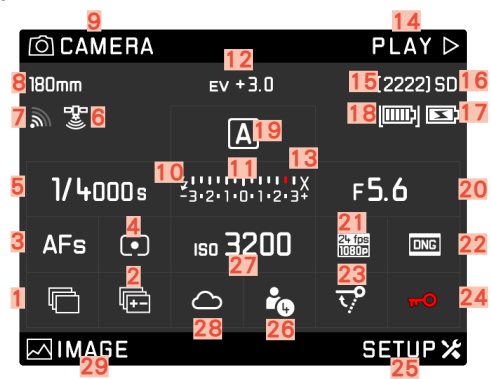 9 14
CAMERA PLAY
8 180mm 12 EV +3.0 15 [2222] SD 16
7 6 A 19 18 17
5 1/4000s 10 11 13 F5.6 20
-3·2·1·0·1·2·3+
3 AFs 4 ISO 3200 27 21 24 fps 1080p DNG 22
1 2 28 26 23 24
IMAGE 29 SETUP 25